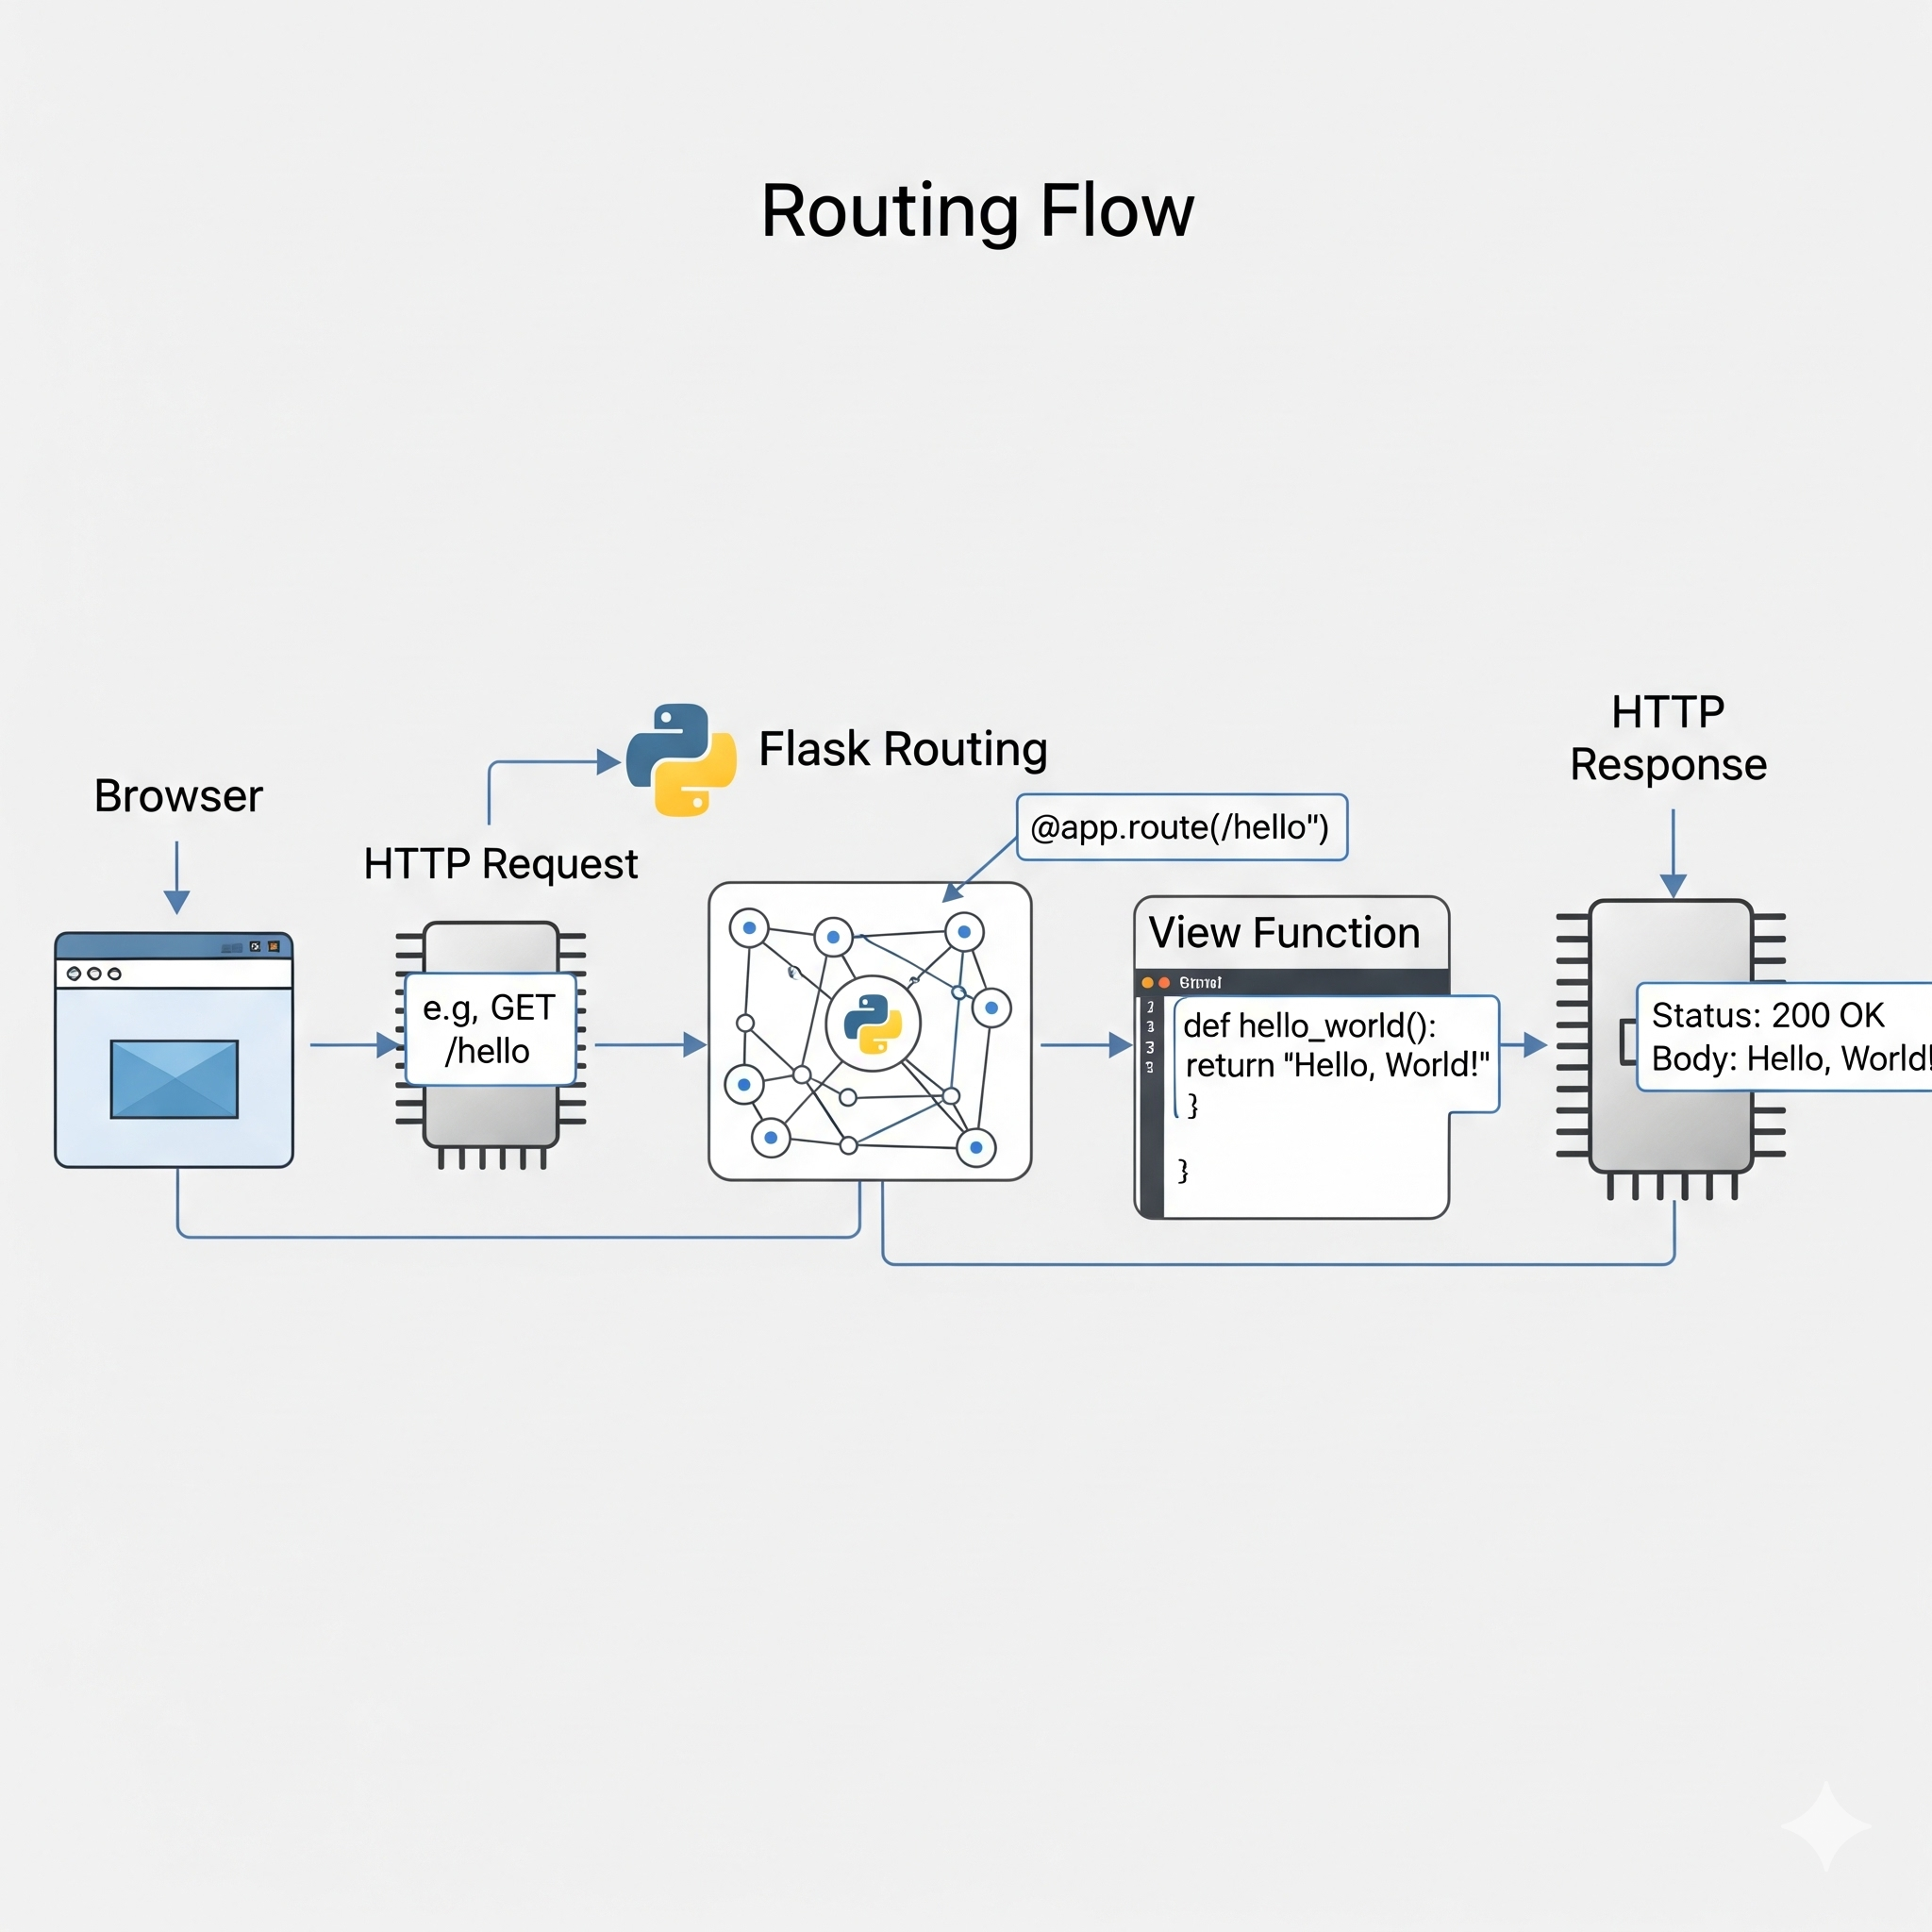 Routing Flow
Browser
HTTP Request
e.g, GET
/hello
Flask Routing
@app.route(/hello")
View Function
def hello_world():
return "Hello, World!"
}
}
HTTP
Response
Status: 200 OK
Body: Hello, World!